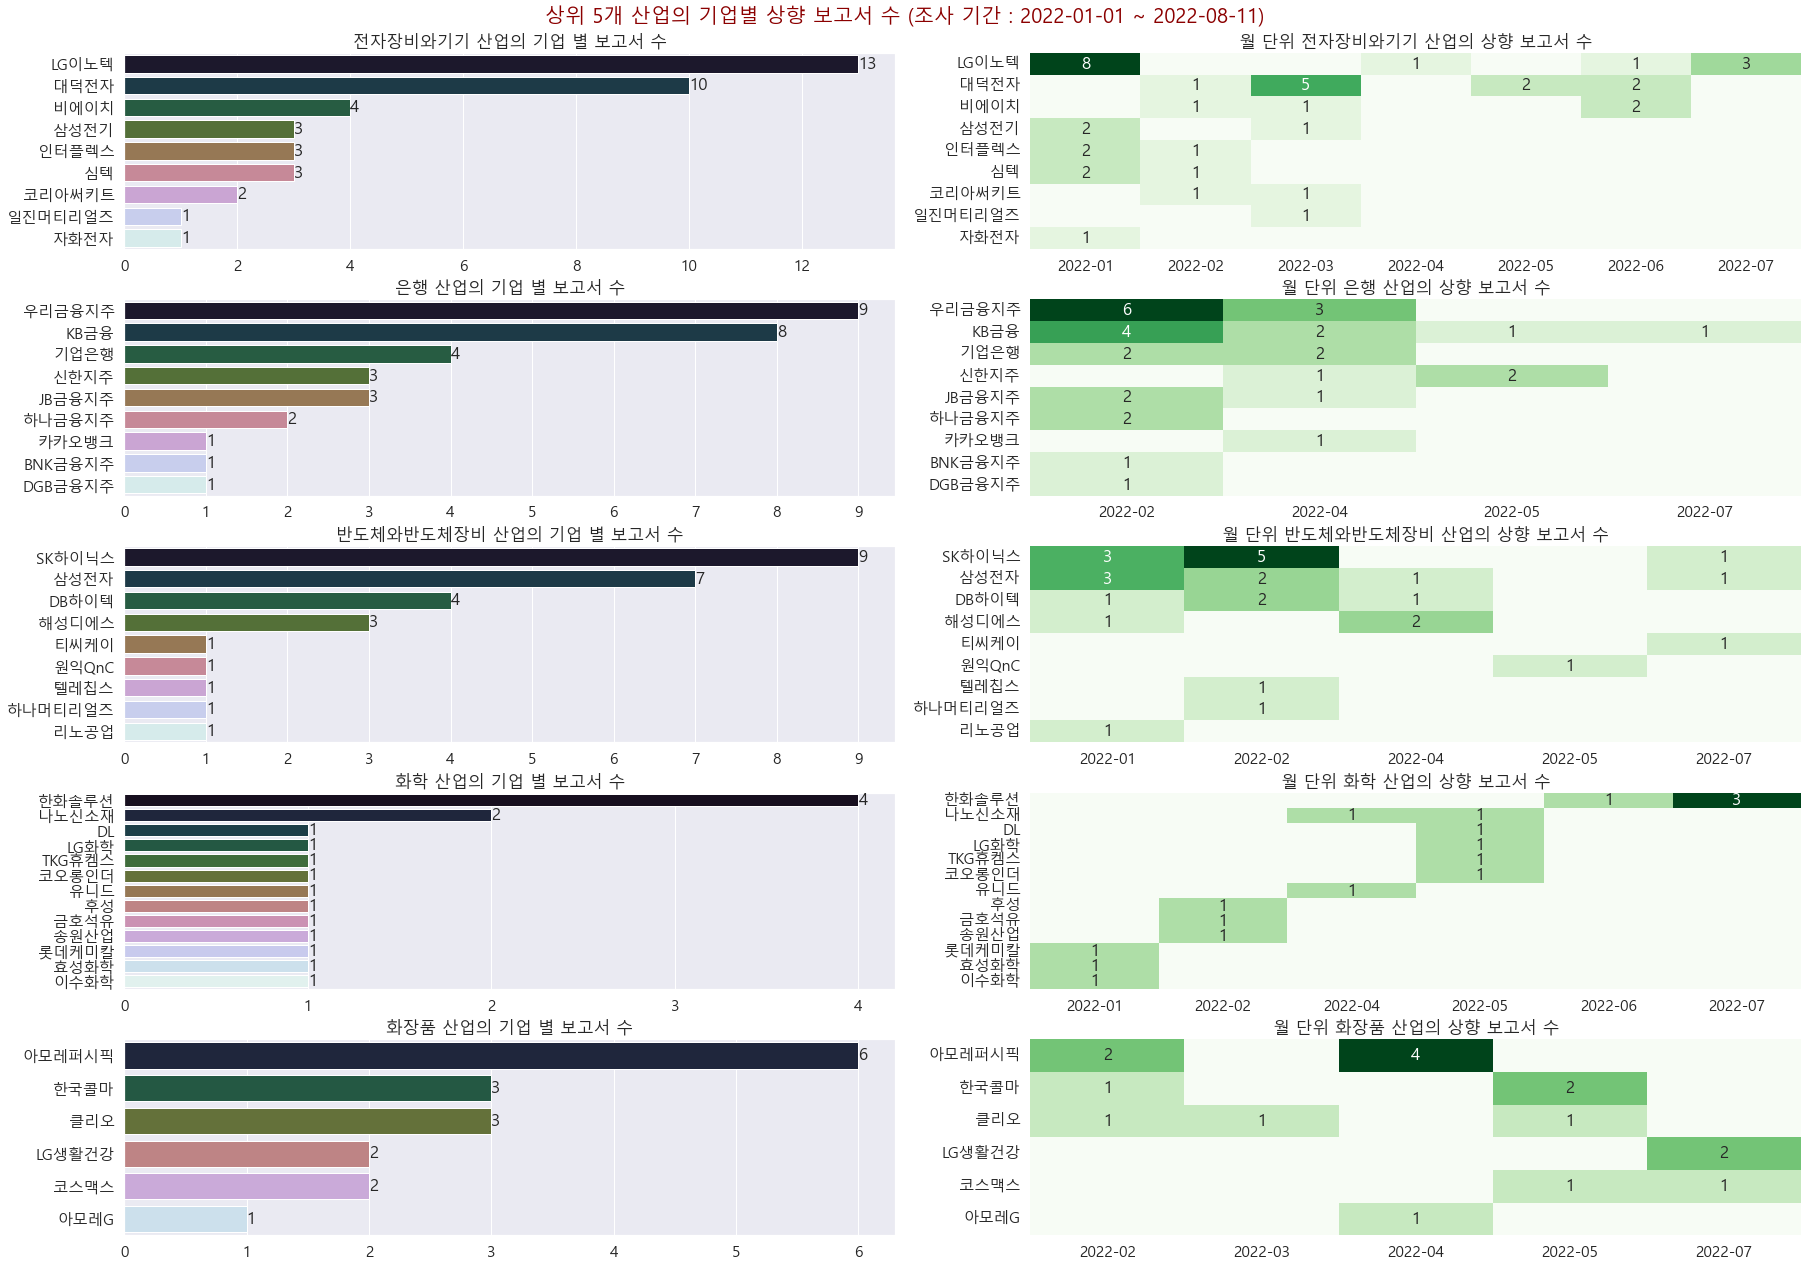 상위 5개 산업의 기업별 상향 보고서 수 (조사 기간 : 2022-01-01 ~ 2022-08-11)
전자장비와기기 산업의 기업 별 보고서 수
LG이노텍 13
대덕전자 10
비에이치 4
삼성전기 3
인터플렉스 3
심텍 3
코리아써키트 2
일진머티리얼즈 1
자화전자 1
0 2 4 6 8 10 12
월 단위 전자장비와기기 산업의 상향 보고서 수
LG이노텍 8 1 1 3
대덕전자 1 5 2 2
비에이치 1 1 2
삼성전기 2 1
인터플렉스 2 1
심텍 2 1
코리아써키트 1 1
일진머티리얼즈 1
자화전자 1
2022-01 2022-02 2022-03 2022-04 2022-05 2022-06 2022-07
은행 산업의 기업 별 보고서 수
우리금융지주 9
KB금융 8
기업은행 4
신한지주 3
JB금융지주 3
하나금융지주 2
카카오뱅크 1
BNK금융지주 1
DGB금융지주 1
0 1 2 3 4 5 6 7 8 9
월 단위 은행 산업의 상향 보고서 수
우리금융지주 6 3
KB금융 4 2 1 1
기업은행 2 2
신한지주 1 2
JB금융지주 2 1
하나금융지주 2
카카오뱅크 1
BNK금융지주 1
DGB금융지주 1
2022-02 2022-04 2022-05 2022-07
반도체와반도체장비 산업의 기업 별 보고서 수
SK하이닉스 9
삼성전자 7
DB하이텍 4
해성디에스 3
티씨케이 1
원익QnC 1
텔레칩스 1
하나머티리얼즈 1
리노공업 1
0 1 2 3 4 5 6 7 8 9
월 단위 반도체와반도체장비 산업의 상향 보고서 수
SK하이닉스 3 5 1
삼성전자 3 2 1 1
DB하이텍 1 2 1
해성디에스 1 2
티씨케이 1
원익QnC 1
텔레칩스 1
하나머티리얼즈 1
리노공업 1
2022-01 2022-02 2022-04 2022-05 2022-07
화학 산업의 기업 별 보고서 수
한화솔루션 4
나노신소재 2
DL 1
LG화학 1
TKG휴켐스 1
코오롱인더 1
유니드 1
후성 1
금호석유 1
송원산업 1
롯데케미칼 1
효성화학 1
이수화학 1
0 1 2 3 4
월 단위 화학 산업의 상향 보고서 수
한화솔루션 1 3
나노신소재 1 1
DL 1
LG화학 1
TKG휴켐스 1
코오롱인더 1
유니드 1
후성 1
금호석유 1
송원산업 1
롯데케미칼 1
효성화학 1
이수화학 1
2022-01 2022-02 2022-04 2022-05 2022-06 2022-07
화장품 산업의 기업 별 보고서 수
아모레퍼시픽 6
한국콜마 3
클리오 3
LG생활건강 2
코스맥스 2
아모레G 1
0 1 2 3 4 5 6
월 단위 화장품 산업의 상향 보고서 수
아모레퍼시픽 2 4
한국콜마 1 2
클리오 1 1 1
LG생활건강 2
코스맥스 1 1
아모레G 1
2022-02 2022-03 2022-04 2022-05 2022-07